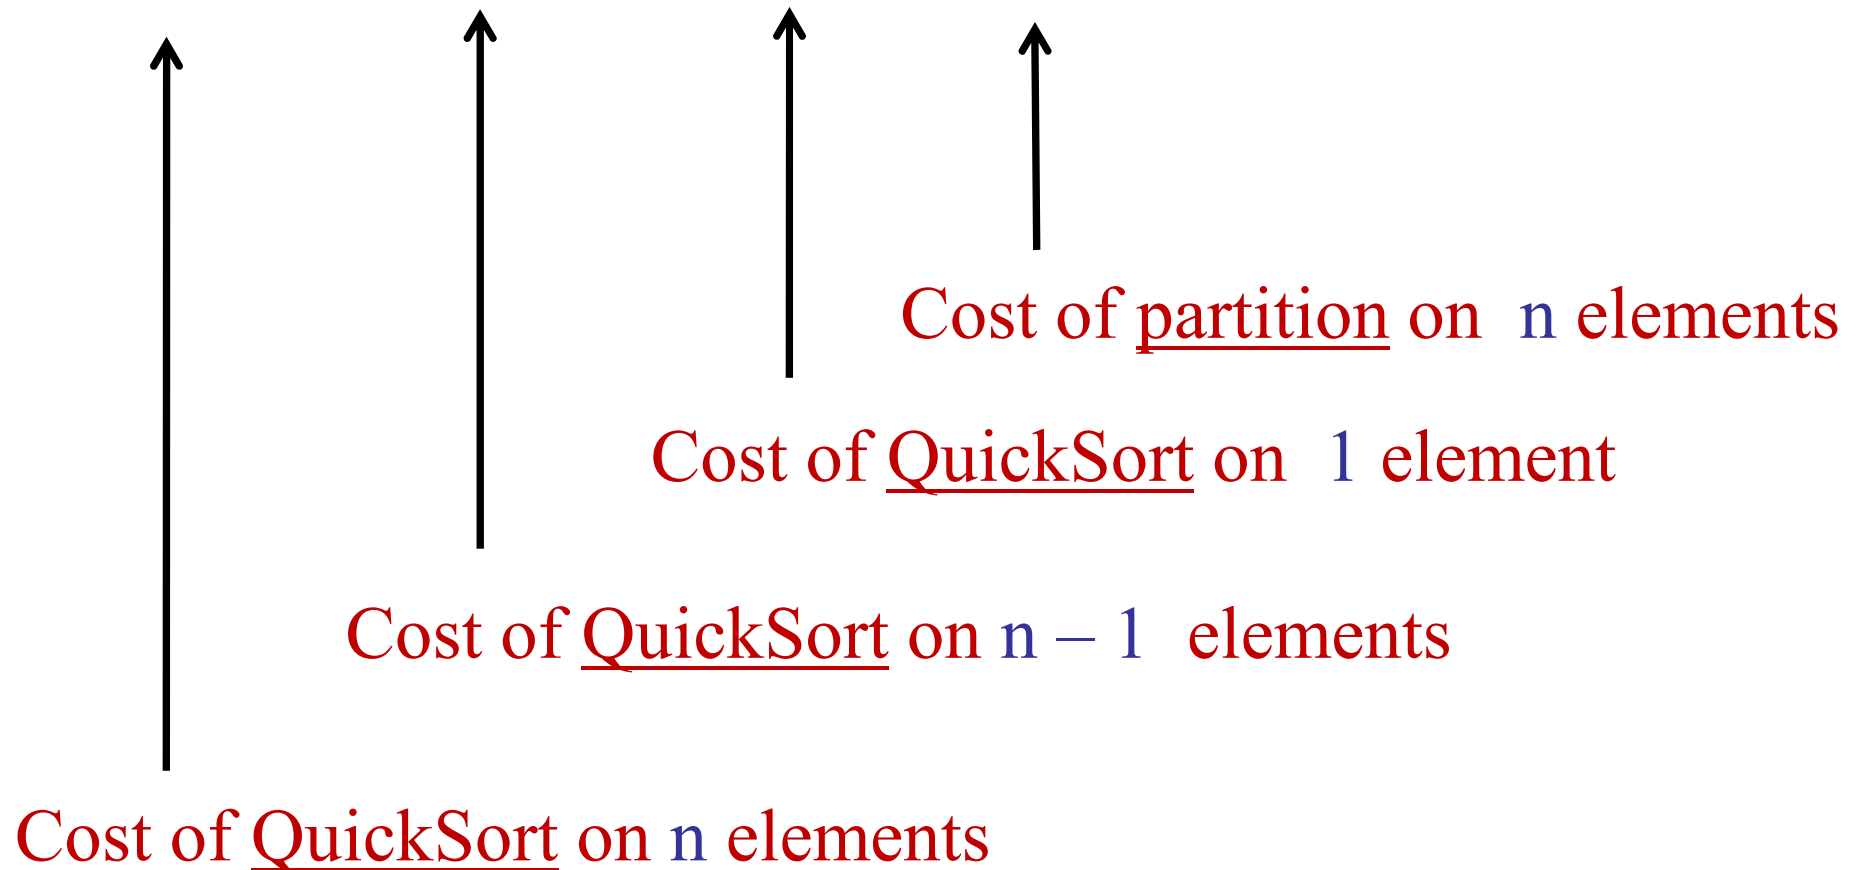 Cost of partition on n elements
Cost of QuickSort on 1 element
Cost of QuickSort on n – 1 elements
Cost of QuickSort on n elements